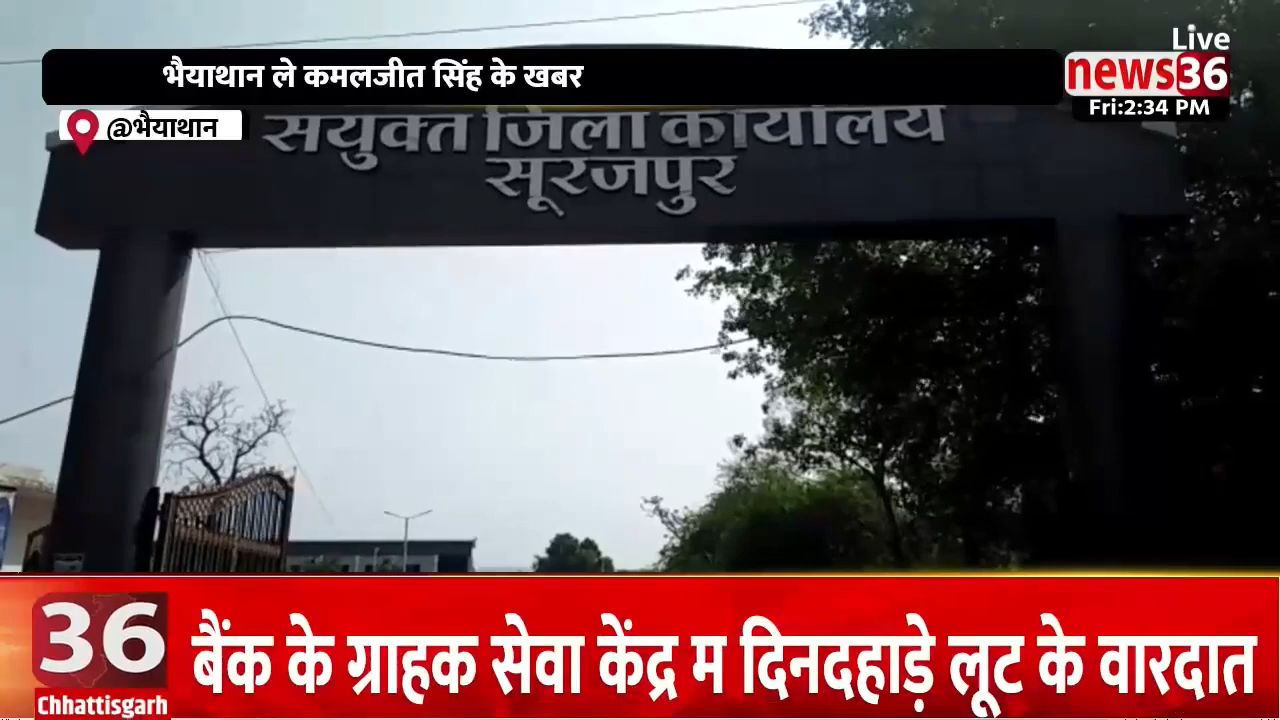 Live
भैयाथान ले कमलजीत सिंह के खबर
news36
Fri:2:34 PM
@भैयाथान
सयुक्त जिला कार्यालय
सूरजपुर
36
बैंक के ग्राहक सेवा केंद्र म दिनदहाड़े लूट के वारदात
Chhattisgarh